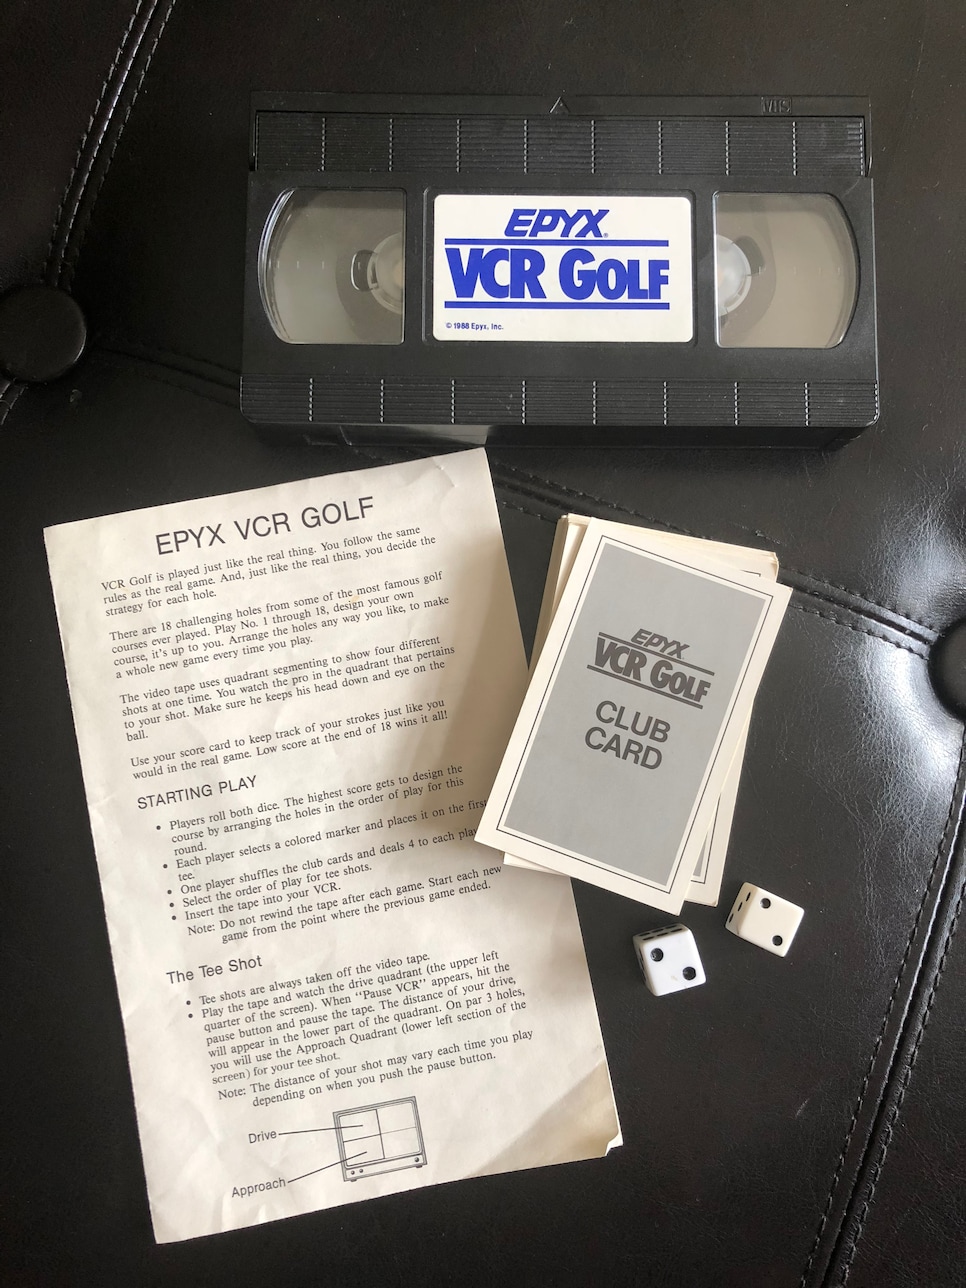 VHS
EPYX®
VCR GOLF
© 1988 Epyx, Inc.
EPYX VCR GOLF
VCR Golf is played just like the real thing. You follow the same
rules as the real game. And, just like the real thing, you decide the
strategy for each hole.
There are 18 challenging holes from some of the most famous golf
courses ever played. Play No. 1 through 18, design your own
course, it's up to you. Arrange the holes any way you like, to make
a whole new game every time you play.
The video tape uses quadrant segmenting to show four different
shots at one time. You watch the pro in the quadrant that pertains
to your shot. Make sure he keeps his head down and eye on the
ball.
Use your score card to keep track of your strokes just like you
would in the real game. Low score at the end of 18 wins it all!
STARTING PLAY
• Players roll both dice. The highest score gets to design the
course by arranging the holes in the order of play for this
round.
• Each player selects a colored marker and places it on the first
tee.
• One player shuffles the club cards and deals 4 to each
• Select the order of play for tee shots.
• Insert the tape into your VCR.
Note: Do not rewind the tape after each game. Start each new
game from the point where the previous game ended.
The Tee Shot
• Tee shots are always taken off the video tape.
• Play the tape and watch the drive quadrant (the upper left
quarter of the screen). When "Pause VCR" appears, hit the
pause button and pause the tape. The distance of your drive,
will appear in the lower part of the quadrant. On par 3 holes,
you will use the Approach Quadrant (lower left section of the
screen) for your tee shot.
Note: The distance of your shot may vary each time you play
depending on when you push the pause button.
Drive
Approach
EPYX
VCR GOLF
CLUB
CARD